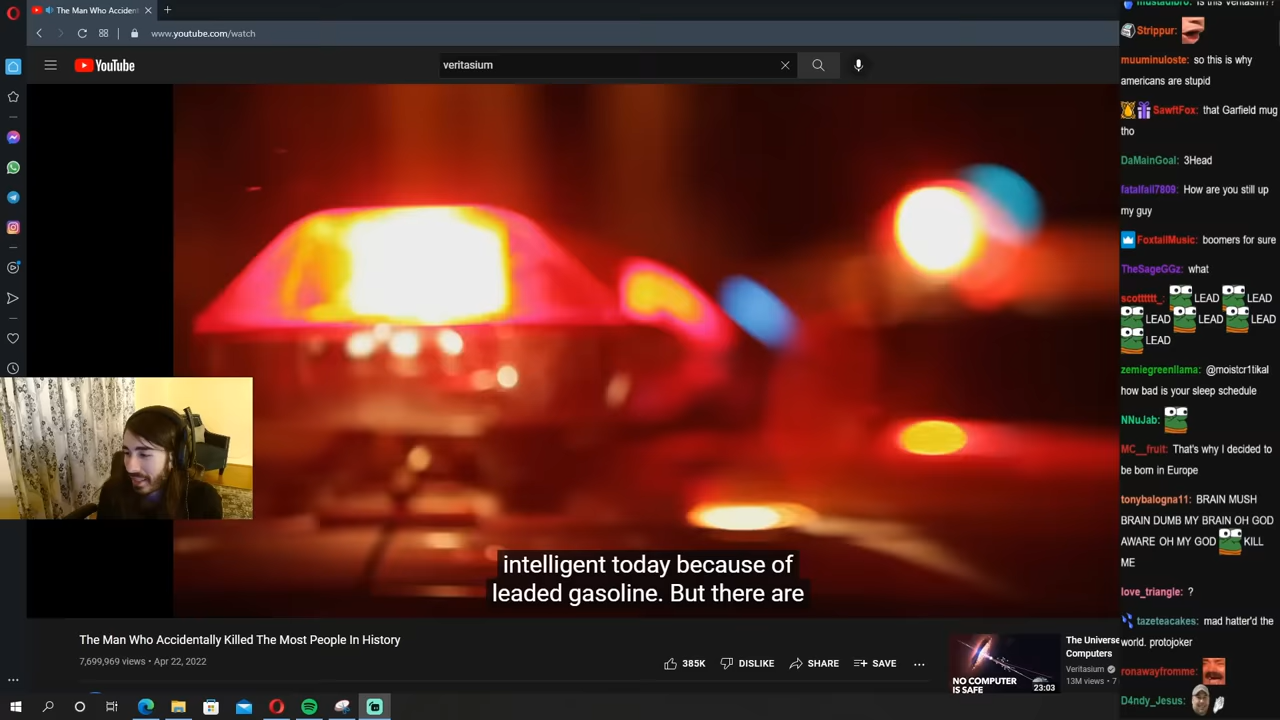 The Man Who Accident
www.youtube.com/watch
YouTube
veritasium
intelligent today because of
leaded gasoline. But there are
The Man Who Accidentally Killed The Most People In History
7,699,969 views • Apr 22, 2022
385K
DISLIKE
SHARE
SAVE
NO COMPUTER
IS SAFE
23:03
The Universe
Computers
Veritasium
13M views • 7
Strippur:
muuminuloste: so this is why
americans are stupid
SawftFox: that Garfield mug
tho
DaMainGoal: 3Head
fatalfail7809: How are you still up
my guy
FoxtailMusic: boomers for sure
TheSageGGz: what
scottttttt_: LEAD LEAD
LEAD LEAD LEAD
LEAD
zemiegreenllama: @moistcr1tikal
how bad is your sleep schedule
NNuJab:
MC__fruit: That's why I decided to
be born in Europe
tonybalogna11: BRAIN MUSH
BRAIN DUMB MY BRAIN OH GOD
AWARE OH MY GOD KILL
ME
love_triangle: ?
tazeteacakes: mad hatter'd the
world. protojoker
ronawayfromme:
D4ndy_Jesus: